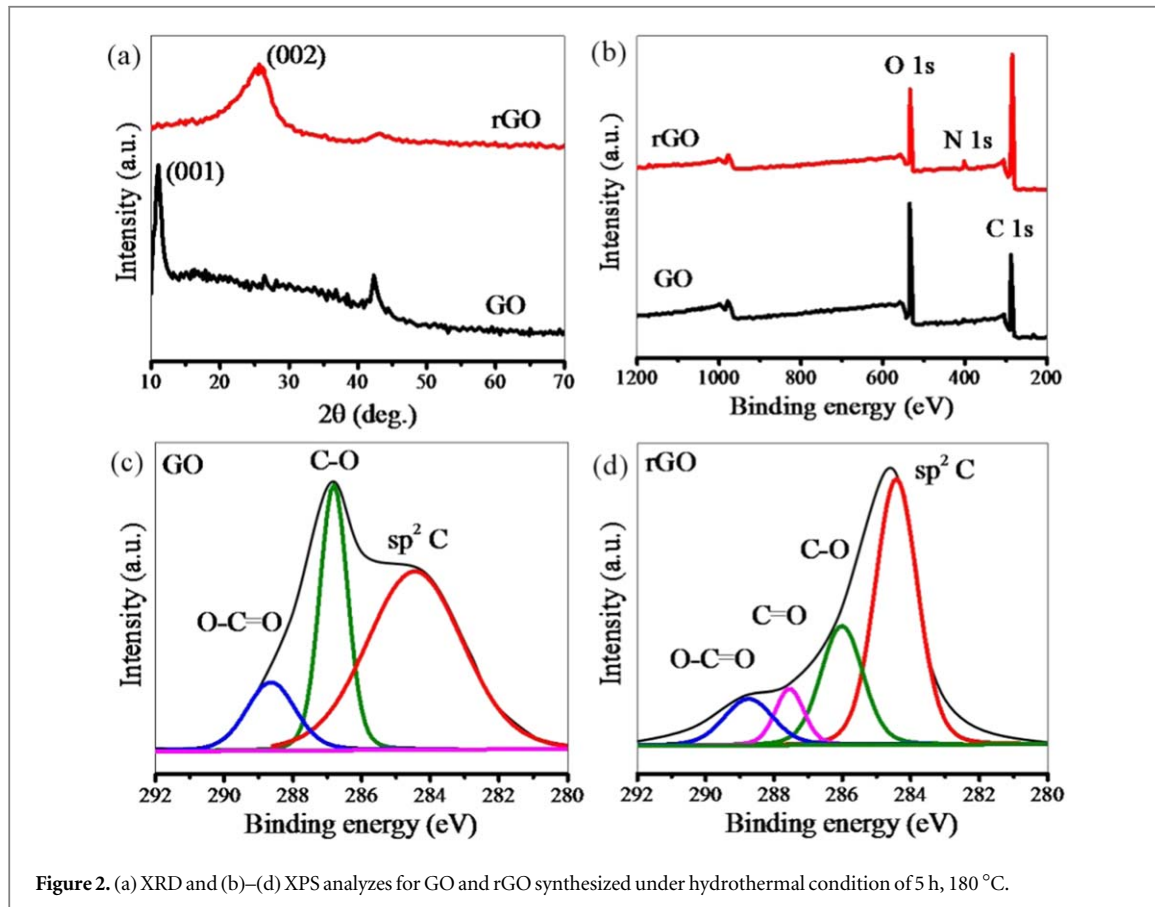 (a)
(002)
rGO
(001)
GO
Intensity (a.u.)
10 20 30 40 50 60 70
2θ (deg.)
(b)
O 1s
rGO
N 1s
C 1s
GO
Intensity (a.u.)
1200 1000 800 600 400 200
Binding energy (eV)
(c) GO
C-O
sp² C
O-C=O
Intensity (a.u.)
292 290 288 286 284 282 280
Binding energy (eV)
(d) rGO
sp² C
C-O
C=O
O-C=O
Intensity (a.u.)
292 290 288 286 284 282 280
Binding energy (eV)
Figure 2. (a) XRD and (b)–(d) XPS analyzes for GO and rGO synthesized under hydrothermal condition of 5 h, 180 °C.